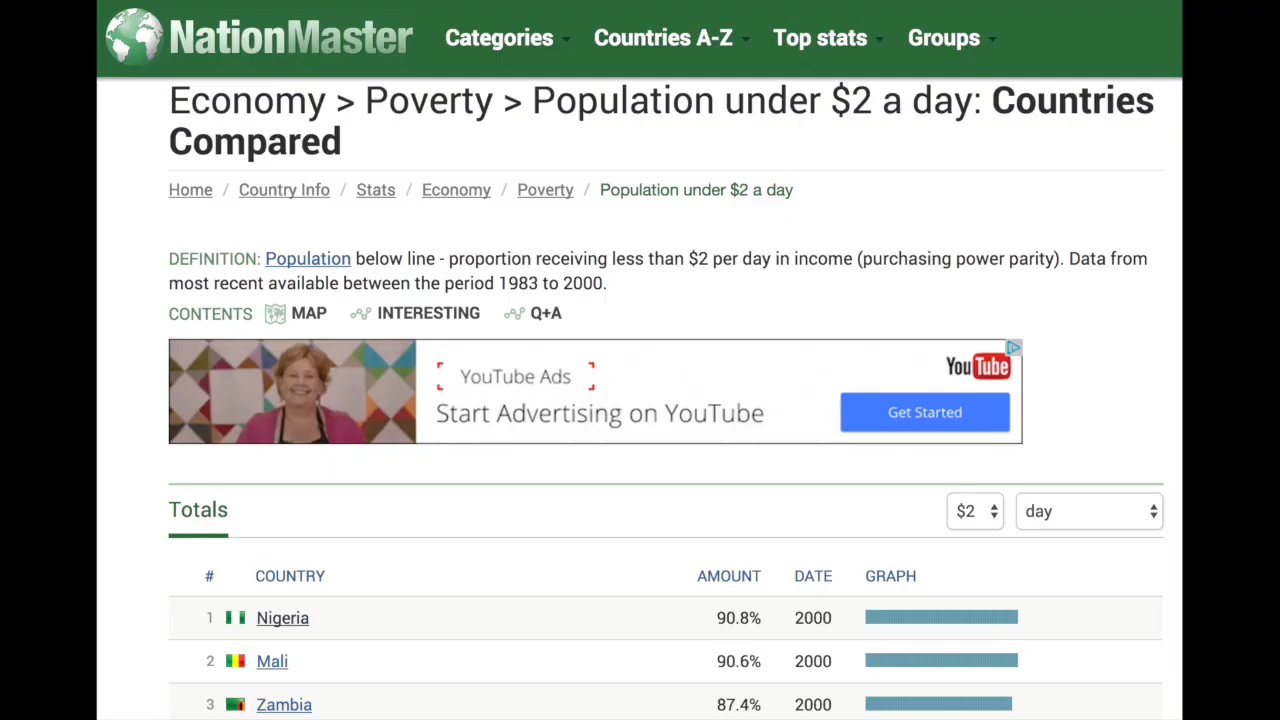 NationMaster Categories Countries A-Z Top stats Groups
Economy > Poverty > Population under $2 a day: Countries
Compared
Home / Country Info / Stats / Economy / Poverty / Population under $2 a day
DEFINITION: Population below line - proportion receiving less than $2 per day in income (purchasing power parity). Data from
most recent available between the period 1983 to 2000.
CONTENTS MAP INTERESTING Q+A
YouTube
YouTube Ads
Start Advertising on YouTube
Get Started
Totals $2 day
# COUNTRY AMOUNT DATE GRAPH
1 Nigeria 90.8% 2000
2 Mali 90.6% 2000
3 Zambia 87.4% 2000